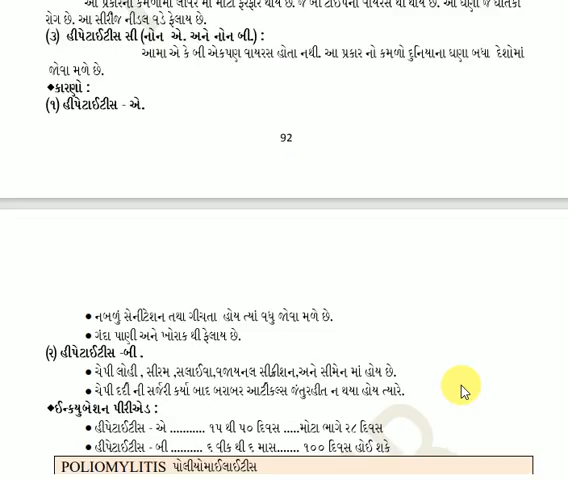 આ પ્રકારના કમળામાં લીવર માં મોટા ફેરફાર થાય છે. જે બી ટાઈપના વાયરસ થી થાય છે. આ ઘણો જ ઘાતકી
રોગ છે. આ સીરીંજ નીડલ વડે ફેલાય છે.
(૩) હીપેટાઈટીસ સી (નોન એ. અને નોન બી.) :
આમા એ કે બી એકપણ વાયરસ હોતા નથી. આ પ્રકાર નો કમળો દુનિયાના ઘણા બધા દેશોમાં
જોવા મળે છે.
◆કારણો :
(૧) હીપેટાઈટીસ - એ.
92
● નબળું સેનીટેશન તથા ગીચતા હોય ત્યાં વધુ જોવા મળે છે.
● ગંદા પાણી અને ખોરાક થી ફેલાય છે.
(૨) હીપેટાઈટીસ -બી.
● ચેપી લોહી, સીરમ, સલાઈવા,વજાયનલ સીક્રીશન,અને સીમેન માં હોય છે.
● ચેપી દર્દી ની સર્જરી કર્યા બાદ બરાબર આર્ટીકલ્સ જંતુરહીત ન થયા હોય ત્યારે.
◆ઈન્ક્યુબેશન પીરીએડ :
● હીપેટાઈટીસ - એ .......... ૧૫ થી ૫૦ દિવસ .....મોટા ભાગે ૨૮ દિવસ
● હીપેટાઈટીસ - બી ......... ૬ વીક થી ૬ માસ....... ૧૦૦ દિવસ હોઈ શકે
POLIOMYLITIS પોલીયોમાઈલાઈટીસ